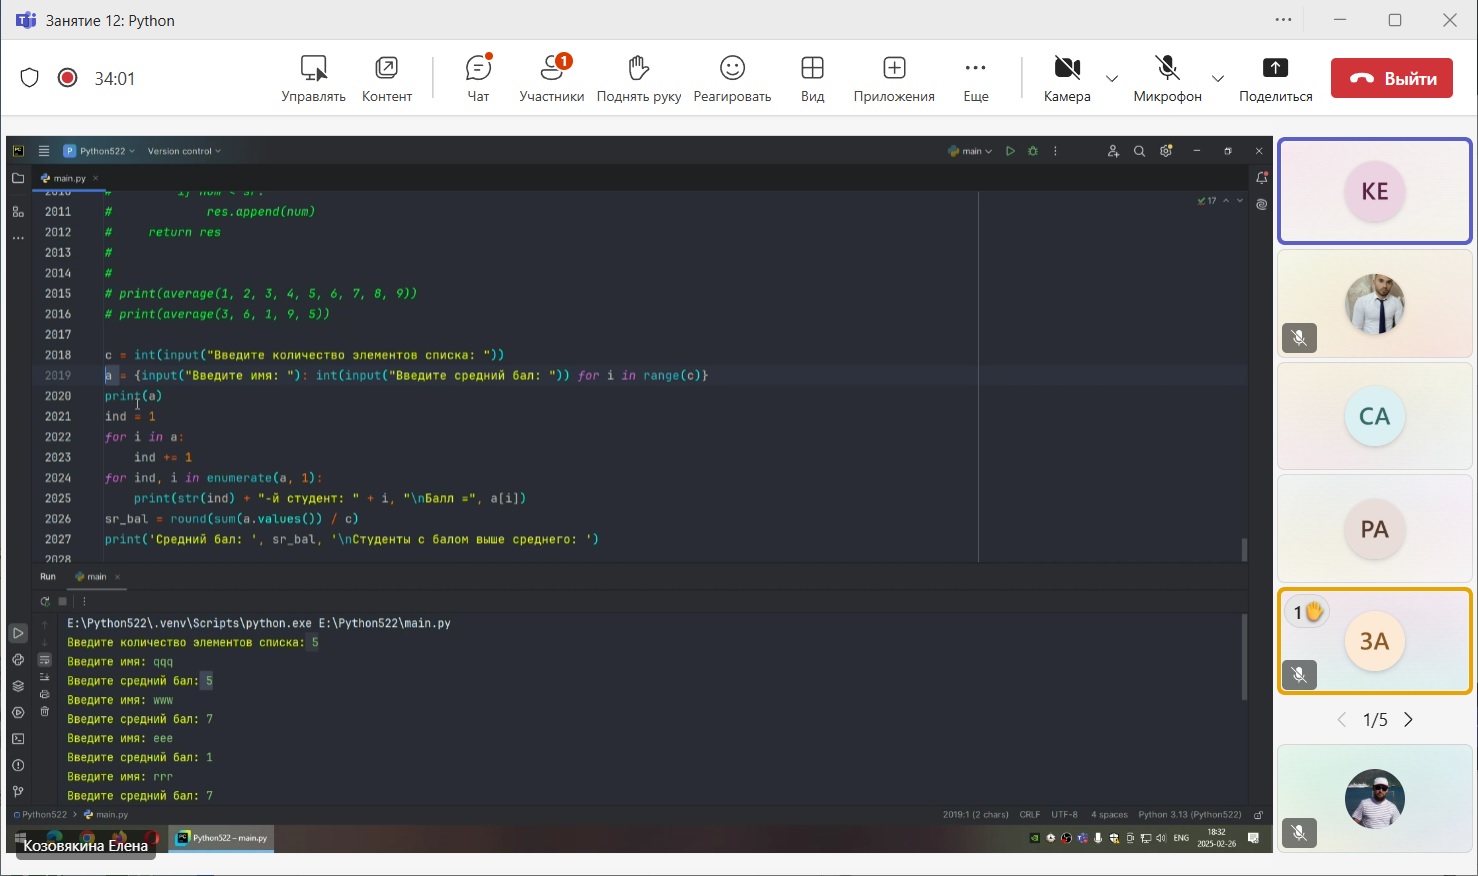 Занятие 12: Python
34:01
Управлять
Контент
Чат
1
Участники
Поднять руку
Реагировать
Вид
Приложения
Еще
Камера
Микрофон
Поделиться
Выйти
Python522
Version control
main
main.py
17
2010 # if num < sr:
2011 # res.append(num)
2012 # return res
2013 #
2014 #
2015 # print(average(1, 2, 3, 4, 5, 6, 7, 8, 9))
2016 # print(average(3, 6, 1, 9, 5))
2017
2018 c = int(input("Введите количество элементов списка: "))
2019 a = {input("Введите имя: "): int(input("Введите средний бал: ")) for i in range(c)}
2020 print(a)
2021 ind = 1
2022 for i in a:
2023 ind += 1
2024 for ind, i in enumerate(a, 1):
2025 print(str(ind) + "-й студент: " + i, "\nБалл =", a[i])
2026 sr_bal = round(sum(a.values()) / c)
2027 print('Средний бал: ', sr_bal, '\nСтуденты с балом выше среднего: ')
2028
Run
main
E:\Python522\.venv\Scripts\python.exe E:\Python522\main.py
Введите количество элементов списка: 5
Введите имя: qqq
Введите средний бал: 5
Введите имя: www
Введите средний бал: 7
Введите имя: eee
Введите средний бал: 1
Введите имя: rrr
Введите средний бал: 7
Python522 > main.py
2019:1 (2 chars)
CRLF
UTF-8
4 spaces
Python 3.13 (Python522)
Python522 – main.py
ENG
18:32
2025-02-26
Козовякина Елена
KE
CA
PA
1
ЗА
1/5